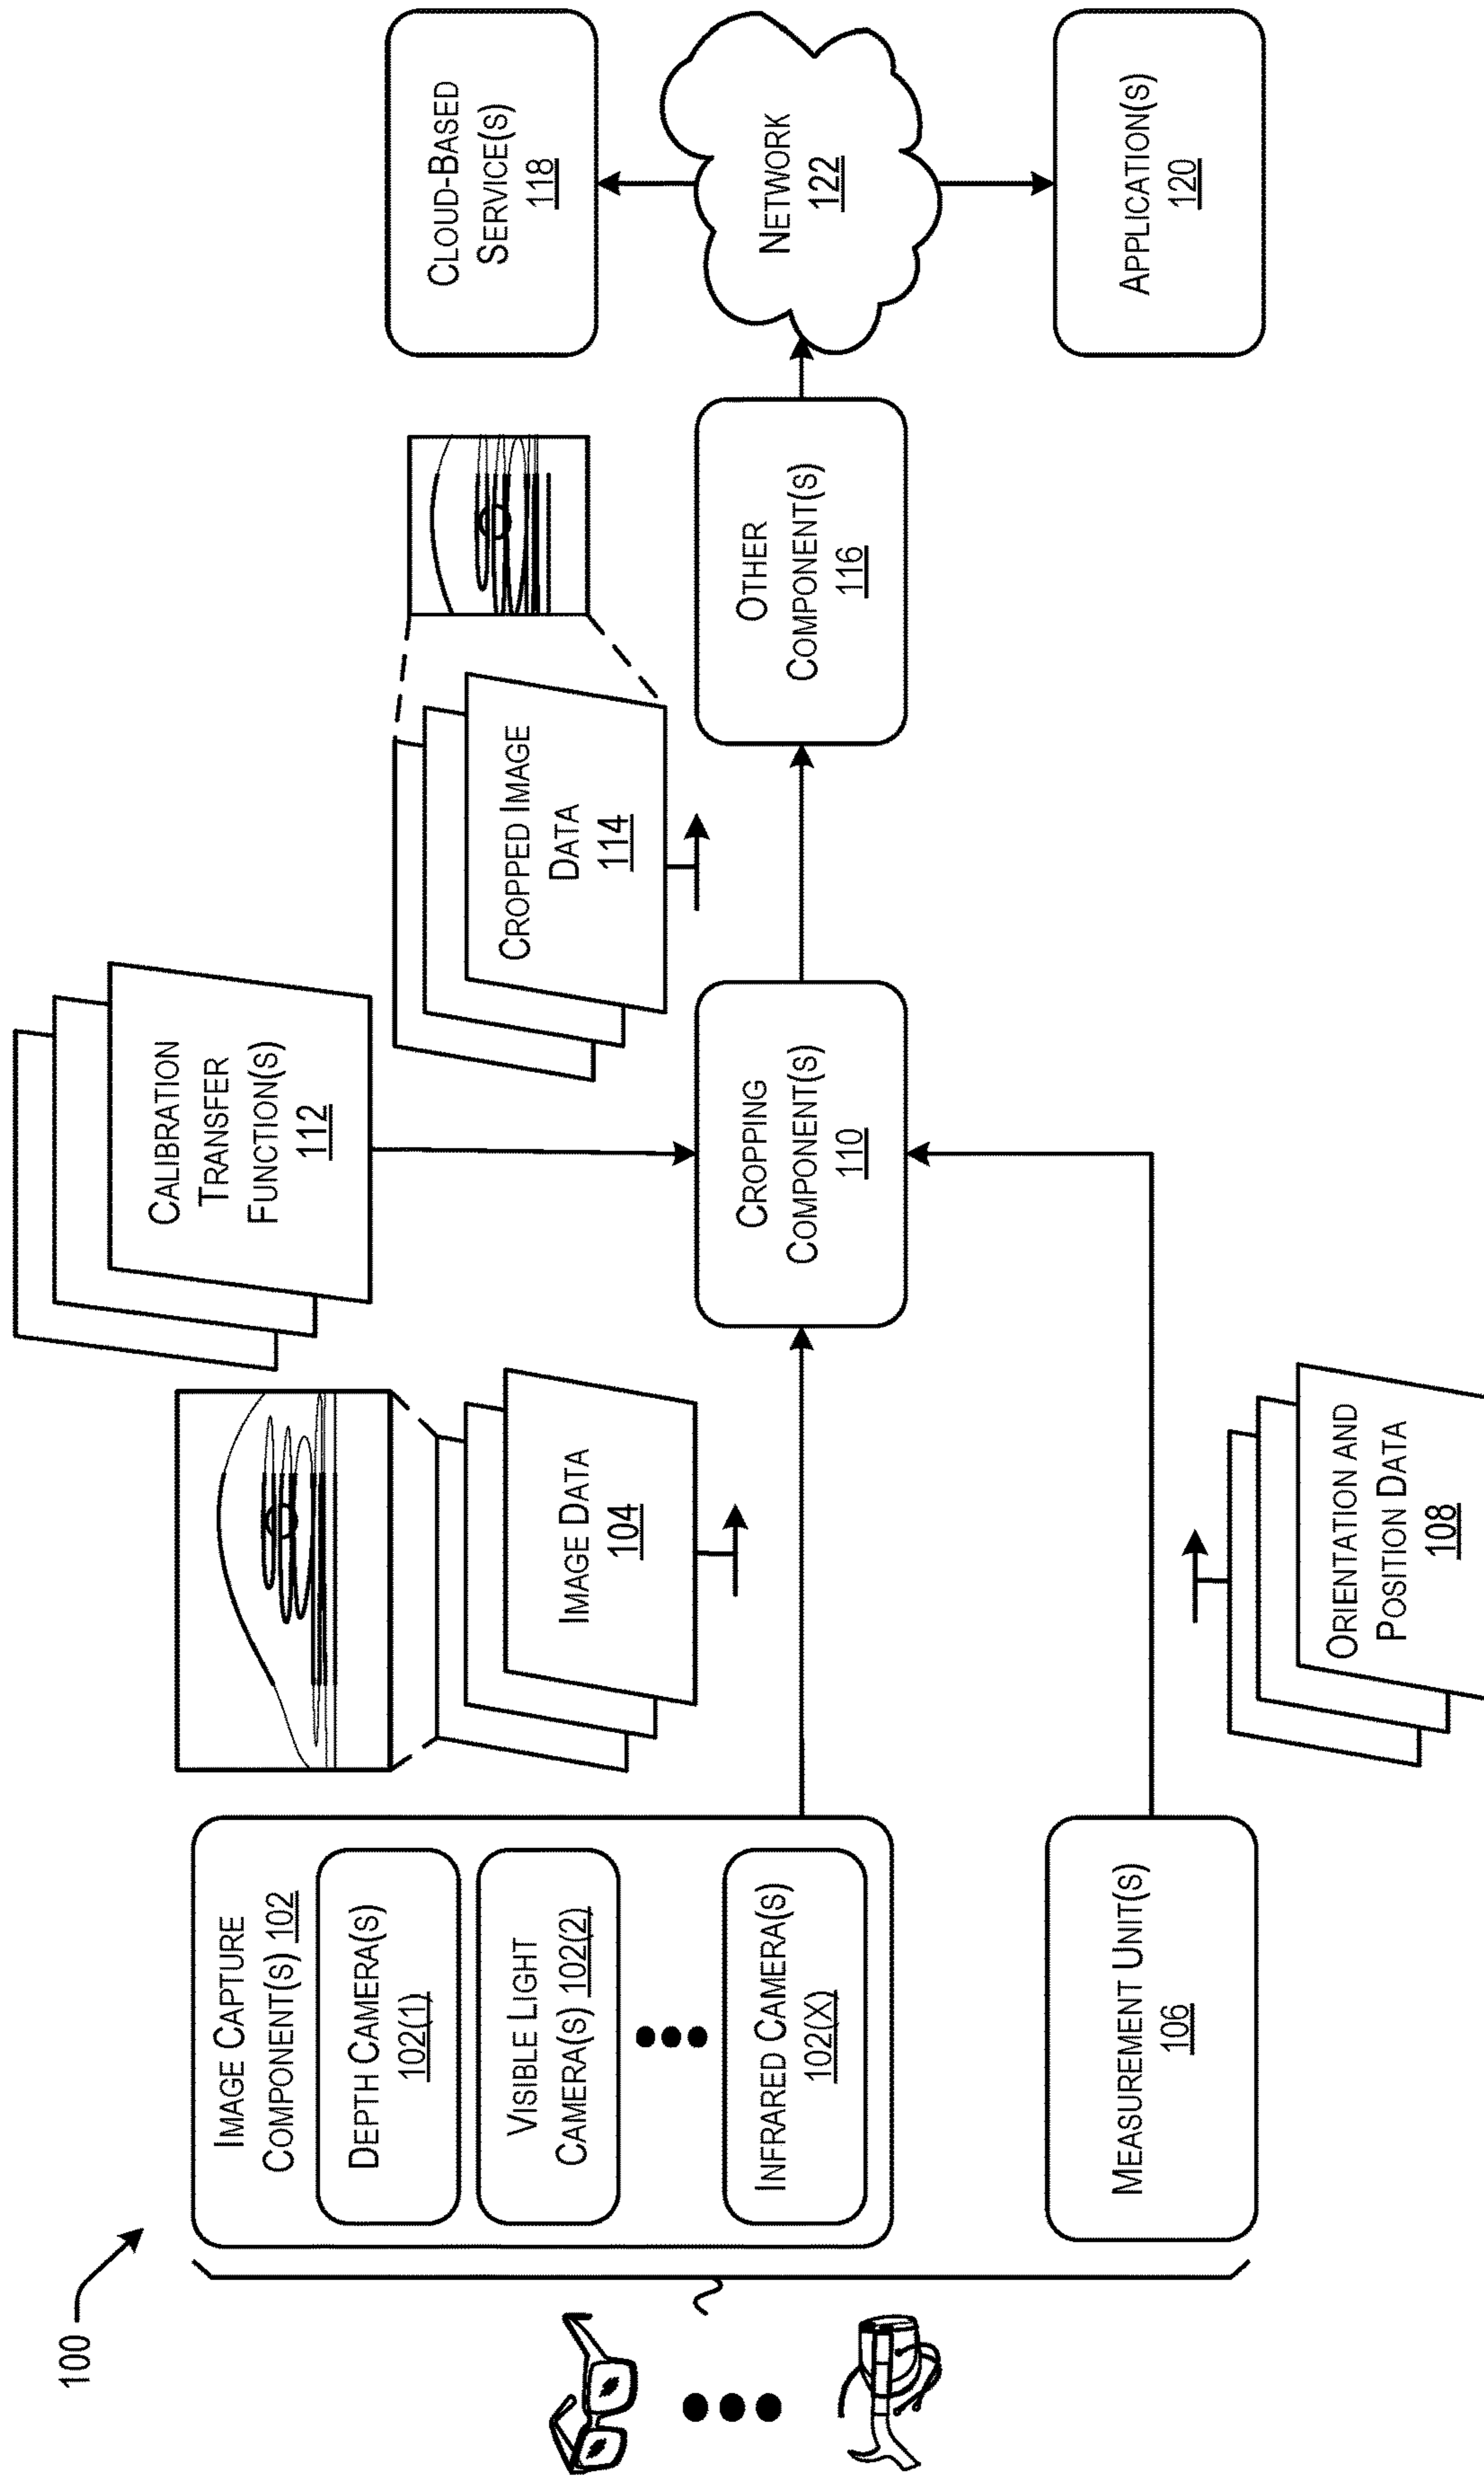 100
IMAGE CAPTURE
COMPONENT(S) 102
DEPTH CAMERA(S)
102(1)
VISIBLE LIGHT
CAMERA(S) 102(2)
INFRARED CAMERA(S)
102(X)
MEASUREMENT UNIT(S)
106
IMAGE DATA
104
ORIENTATION AND
POSITION DATA
108
CALIBRATION
TRANSFER
FUNCTION(S)
112
CROPPING
COMPONENT(S)
110
CROPPED IMAGE
DATA
114
OTHER
COMPONENT(S)
116
CLOUD-BASED
SERVICE(S)
118
NETWORK
122
APPLICATION(S)
120